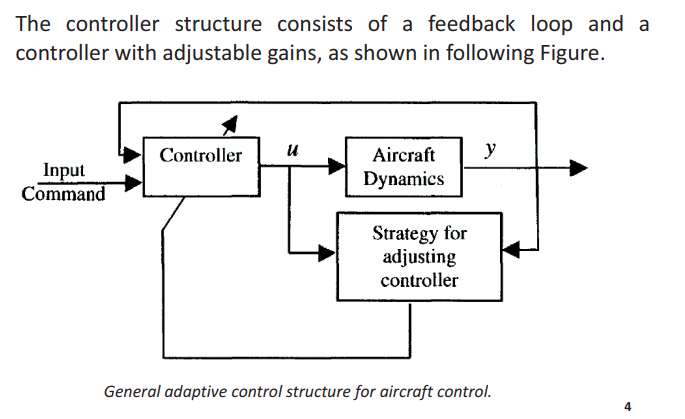 The controller structure consists of a feedback loop and a
controller with adjustable gains, as shown in following Figure.
Controller
u
Aircraft
Dynamics
y
Input
Command
Strategy for
adjusting
controller
General adaptive control structure for aircraft control.
4